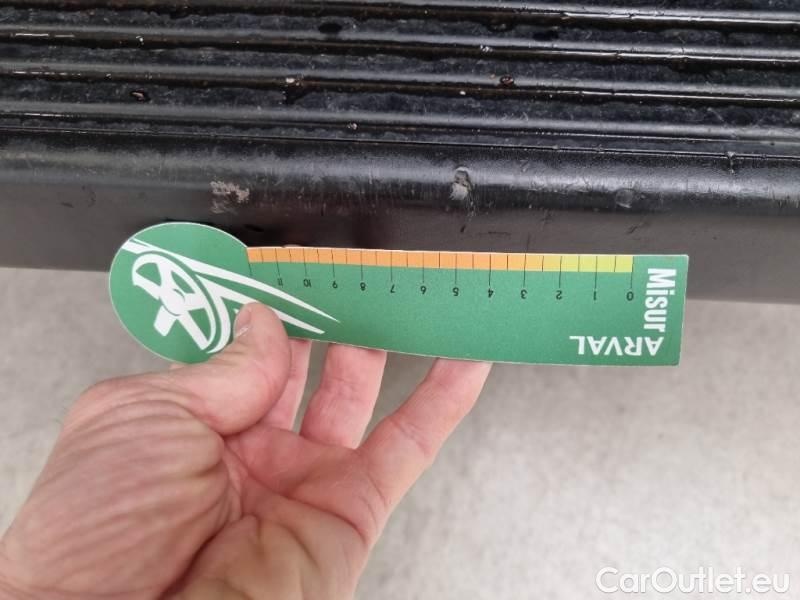 0 1 2 3 4 5 6 7 8 9 10 11
Misur
ARVAL
CarOutlet.eu